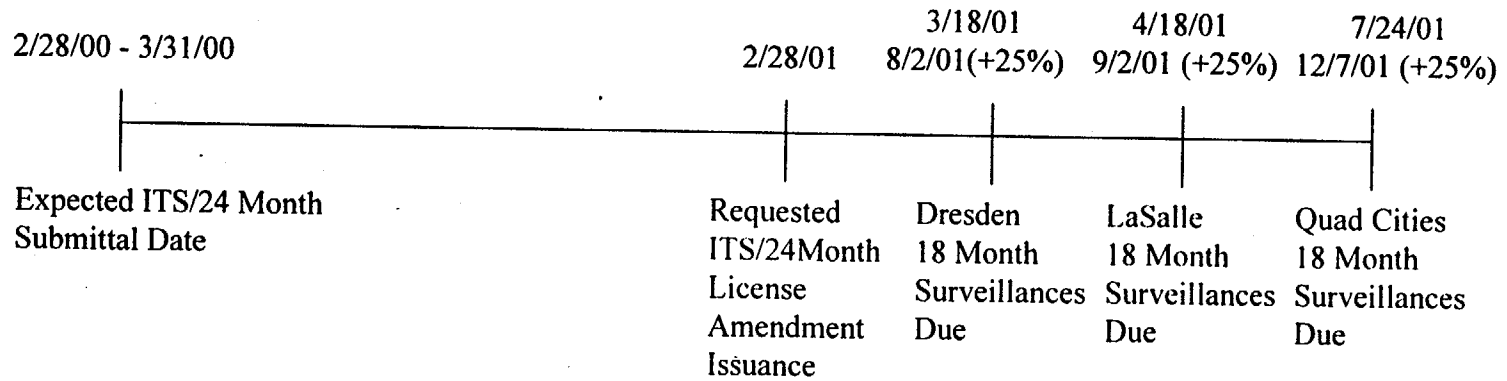 2/28/00 - 3/31/00
2/28/01
3/18/01
8/2/01(+25%)
4/18/01
9/2/01 (+25%)
7/24/01
12/7/01 (+25%)
Expected ITS/24 Month
Submittal Date
Requested
ITS/24Month
License
Amendment
Issuance
Dresden
18 Month
Surveillances
Due
LaSalle
18 Month
Surveillances
Due
Quad Cities
18 Month
Surveillances
Due